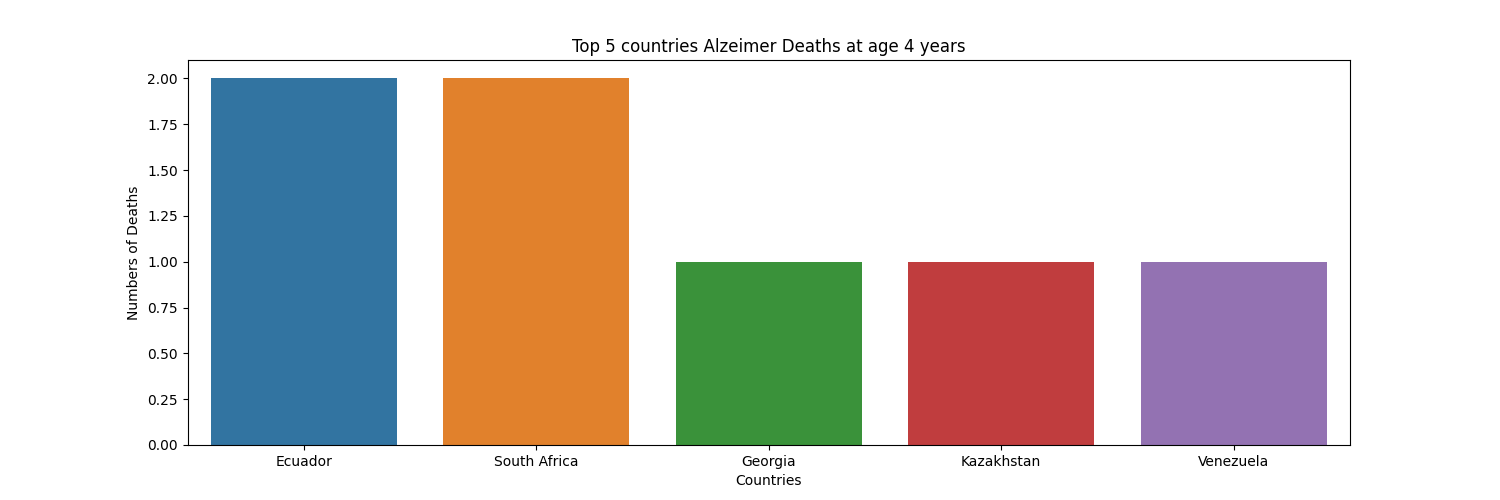 Top 5 countries Alzeimer Deaths at age 4 years
Numbers of Deaths
2.00
1.75
1.50
1.25
1.00
0.75
0.50
0.25
0.00
Ecuador South Africa Georgia Kazakhstan Venezuela
Countries